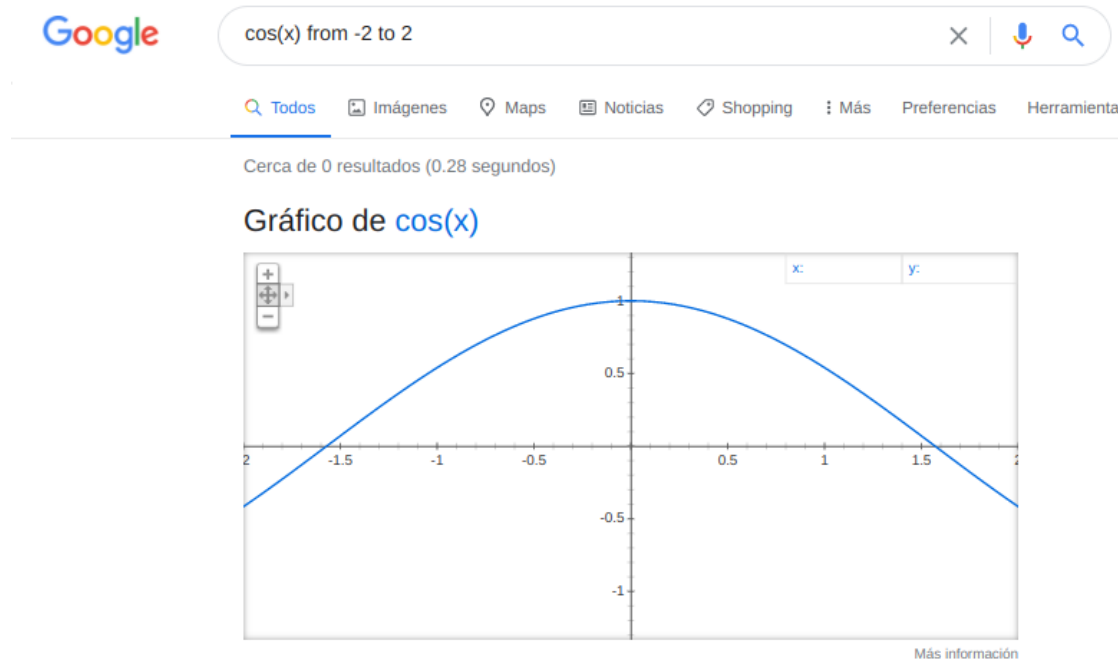 Google
cos(x) from -2 to 2
Todos Imágenes Maps Noticias Shopping Más Preferencias Herramienta
Cerca de 0 resultados (0.28 segundos)
Gráfico de cos(x)
x: y:
1
0.5
2 -1.5 -1 -0.5 0.5 1 1.5 2
-0.5
-1
Más información